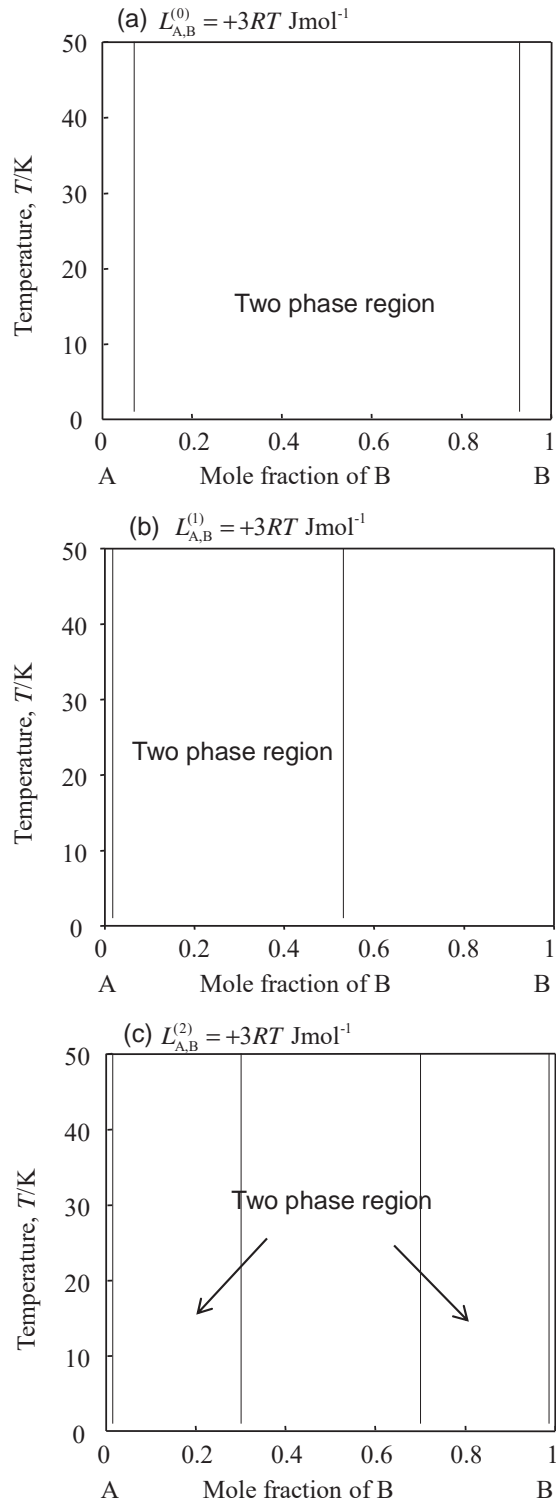 (a) L_{A,B}^{(0)} = +3RT Jmol^{-1}
50
40
30
20
10
0
Temperature, T/K
Two phase region
0 0.2 0.4 0.6 0.8 1
A Mole fraction of B B
(b) L_{A,B}^{(1)} = +3RT Jmol^{-1}
50
40
30
20
10
0
Temperature, T/K
Two phase region
0 0.2 0.4 0.6 0.8 1
A Mole fraction of B B
(c) L_{A,B}^{(2)} = +3RT Jmol^{-1}
50
40
30
20
10
0
Temperature, T/K
Two phase region
0 0.2 0.4 0.6 0.8 1
A Mole fraction of B B